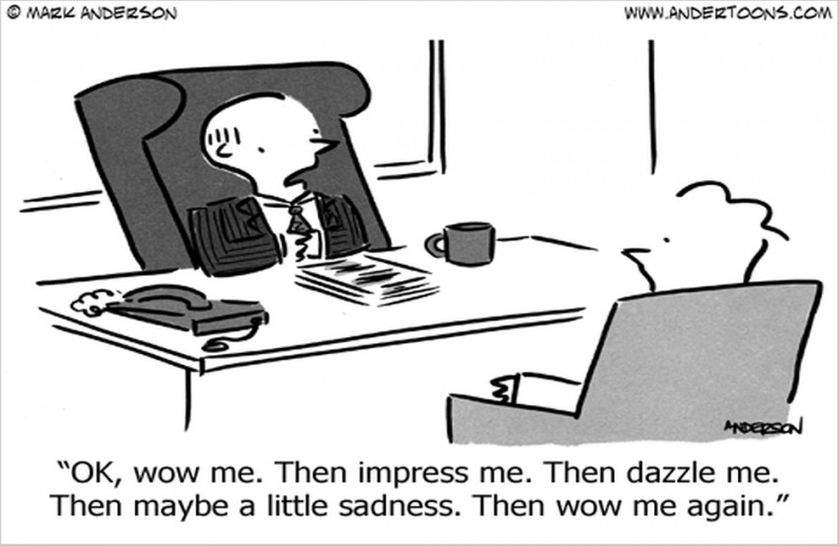 © MARK ANDERSON
WWW.ANDERTOONS.COM
ANDERSON
“OK, wow me. Then impress me. Then dazzle me.
Then maybe a little sadness. Then wow me again.”